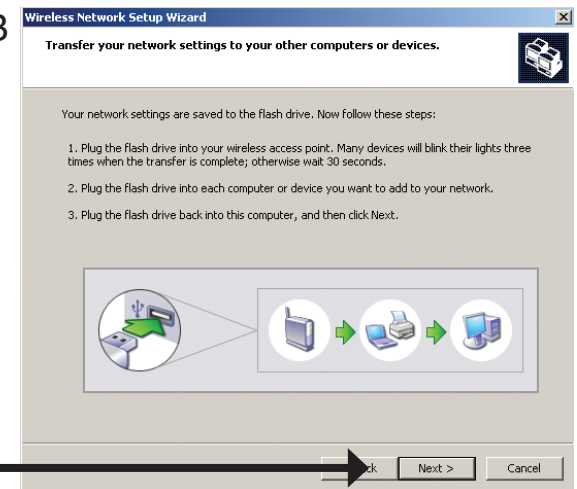 Wireless Network Setup Wizard
Transfer your network settings to your other computers or devices.
Your network settings are saved to the flash drive. Now follow these steps:
1. Plug the flash drive into your wireless access point. Many devices will blink their lights three
times when the transfer is complete; otherwise wait 30 seconds.
2. Plug the flash drive into each computer or device you want to add to your network.
3. Plug the flash drive back into this computer, and then click Next.
Next > Cancel